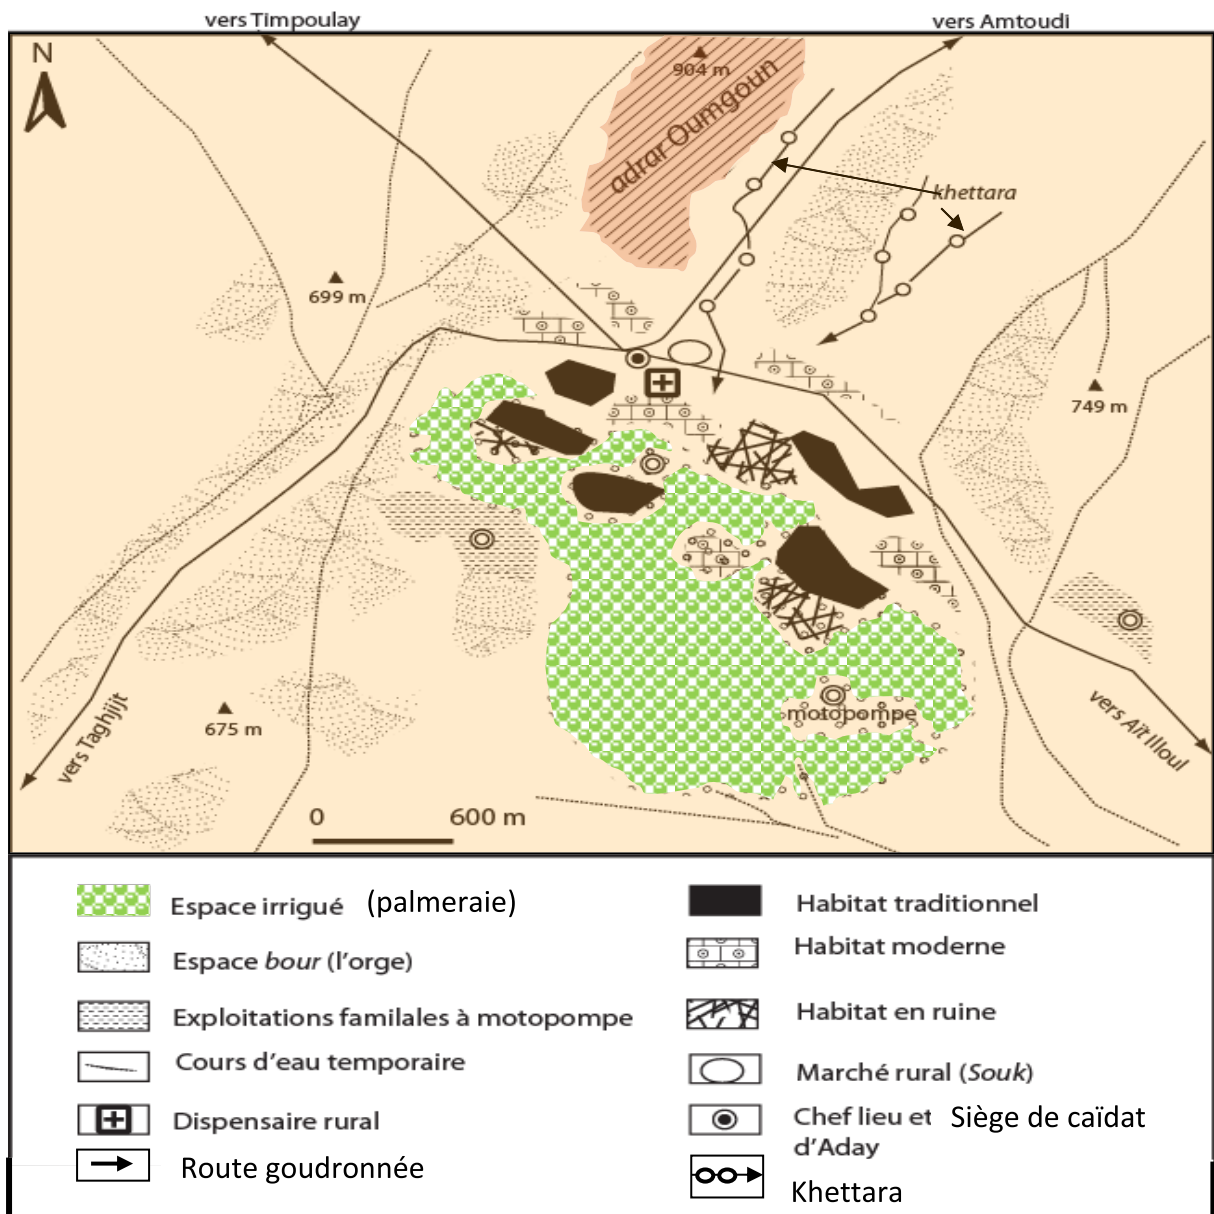 vers Timpoulay
vers Amtoudi
N
904 m
adrar Oumgoun
khettara
699 m
749 m
motopompe
675 m
vers Taghjijt
vers Aït Illoul
0 600 m
Espace irrigué (palmeraie)
Espace bour (l'orge)
Exploitations familales à motopompe
Cours d'eau temporaire
Dispensaire rural
Route goudronnée
Habitat traditionnel
Habitat moderne
Habitat en ruine
Marché rural (Souk)
Chef lieu et Siège de caïdat
d'Aday
Khettara